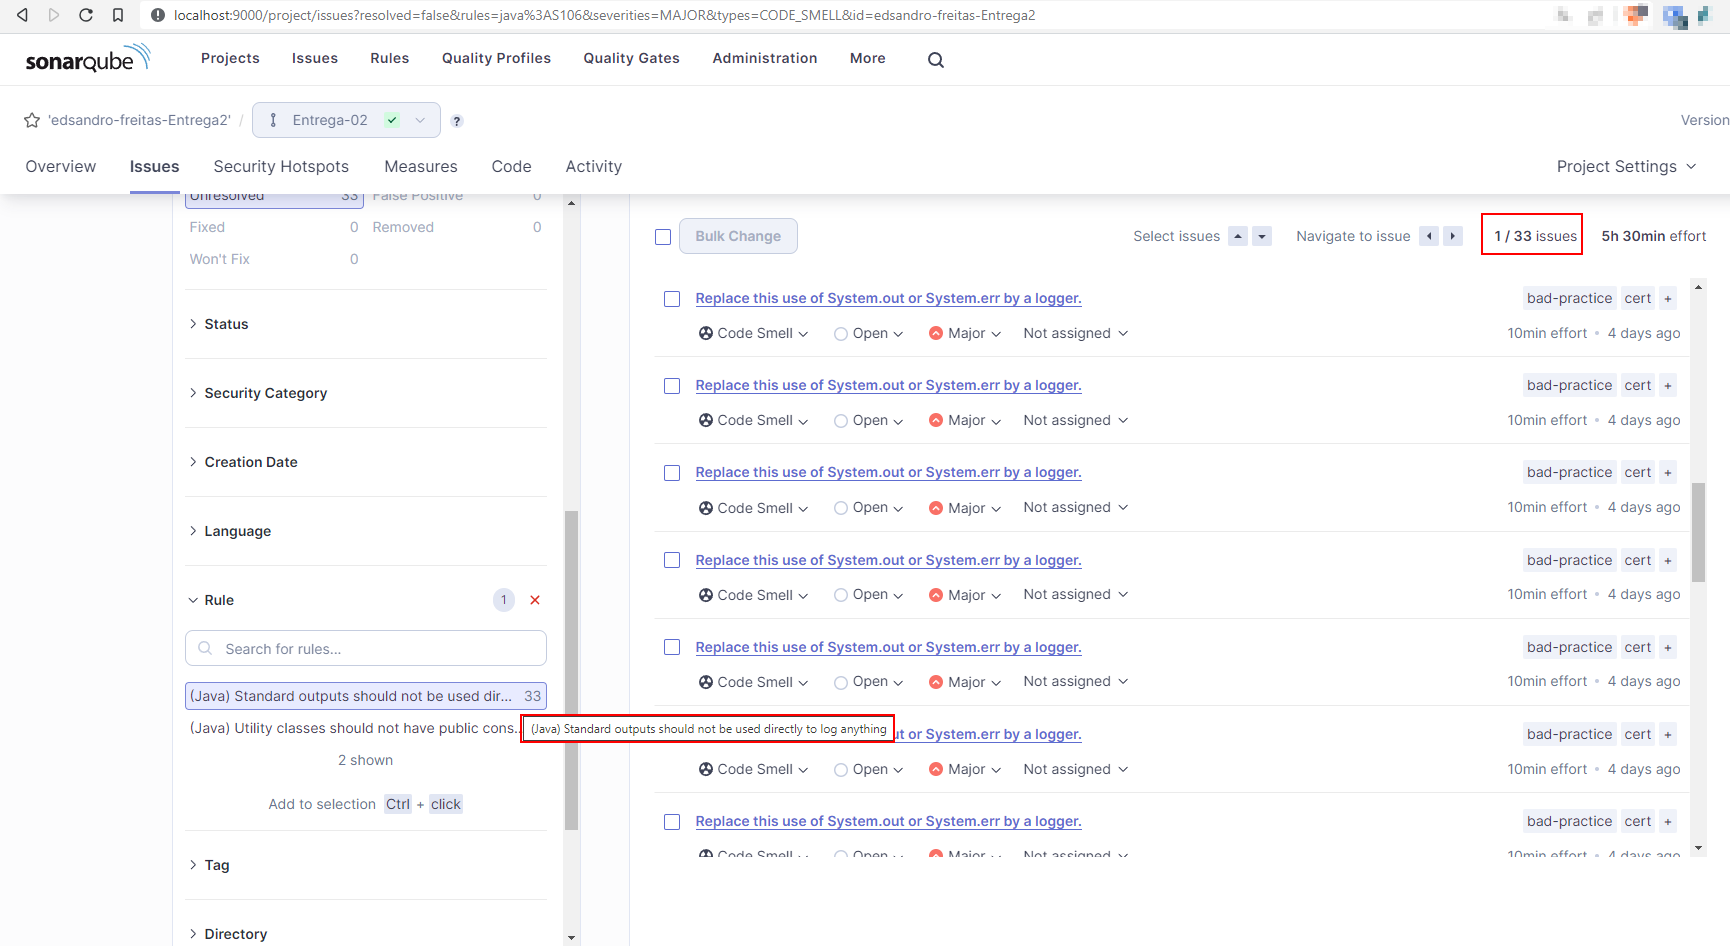 localhost:9000/project/issues?resolved=false&rules=java%3AS106&severities=MAJOR&types=CODE_SMELL&id=edsandro-freitas-Entrega2
sonarqube Projects Issues Rules Quality Profiles Quality Gates Administration More
'edsandro-freitas-Entrega2' / Entrega-02 ? Version
Overview Issues Security Hotspots Measures Code Activity Project Settings
Unresolved 33 False Positive 0
Fixed 0 Removed 0
Won't Fix 0
Status
Security Category
Creation Date
Language
Rule 1
Search for rules...
(Java) Standard outputs should not be used dir... 33
(Java) Utility classes should not have public cons...
(Java) Standard outputs should not be used directly to log anything
2 shown
Add to selection Ctrl + click
Tag
Directory
Bulk Change Select issues Navigate to issue 1 / 33 issues 5h 30min effort
Replace this use of System.out or System.err by a logger. bad-practice cert +
Code Smell Open Major Not assigned 10min effort • 4 days ago
Replace this use of System.out or System.err by a logger. bad-practice cert +
Code Smell Open Major Not assigned 10min effort • 4 days ago
Replace this use of System.out or System.err by a logger. bad-practice cert +
Code Smell Open Major Not assigned 10min effort • 4 days ago
Replace this use of System.out or System.err by a logger. bad-practice cert +
Code Smell Open Major Not assigned 10min effort • 4 days ago
Replace this use of System.out or System.err by a logger. bad-practice cert +
Code Smell Open Major Not assigned 10min effort • 4 days ago
ut or System.err by a logger. bad-practice cert +
Code Smell Open Major Not assigned 10min effort • 4 days ago
Replace this use of System.out or System.err by a logger. bad-practice cert +
Code Smell Open Major Not assigned 10min effort • 4 days ago